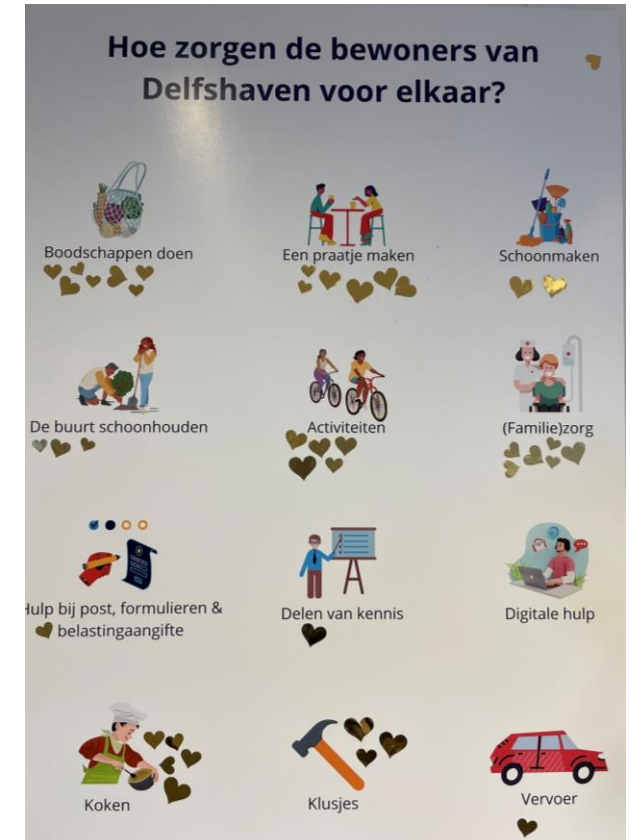 Hoe zorgen de bewoners van
Delfshaven voor elkaar?
Boodschappen doen
Een praatje maken
Schoonmaken
De buurt schoonhouden
Activiteiten
(Familie)zorg
Hulp bij post, formulieren &
belastingaangifte
Delen van kennis
Digitale hulp
Koken
Klusjes
Vervoer